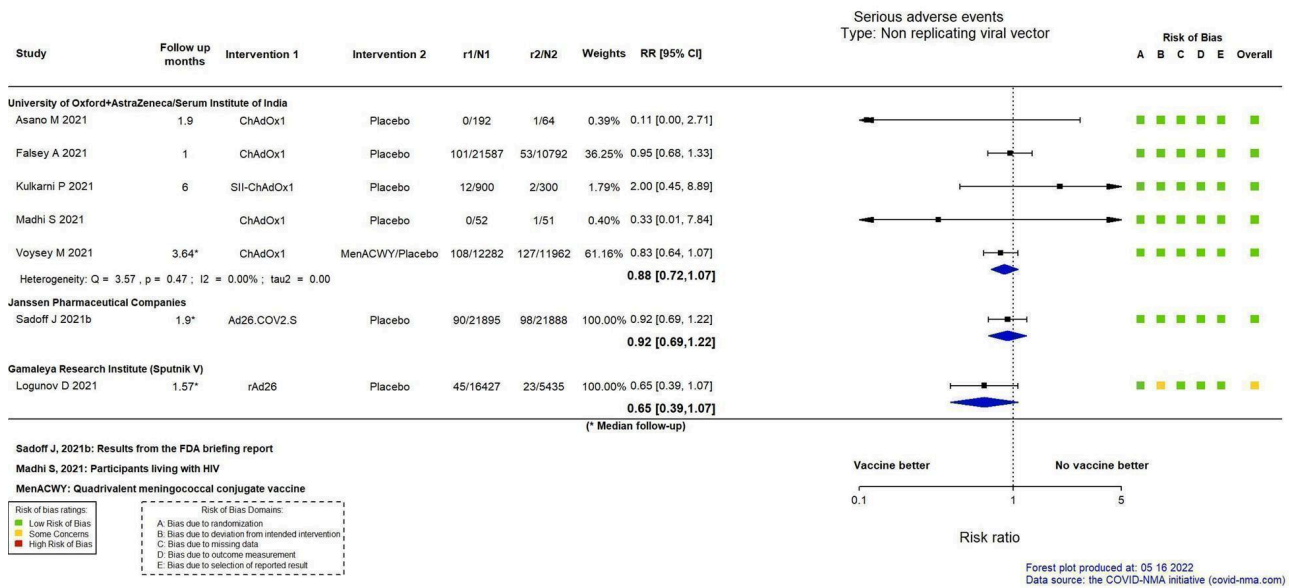 Serious adverse events
Type: Non replicating viral vector
Study Follow up months Intervention 1 Intervention 2 r1/N1 r2/N2 Weights RR [95% CI] Risk of Bias
A B C D E Overall
University of Oxford+AstraZeneca/Serum Institute of India
Asano M 2021 1.9 ChAdOx1 Placebo 0/192 1/64 0.39% 0.11 [0.00, 2.71]
Falsey A 2021 1 ChAdOx1 Placebo 101/21587 53/10792 36.25% 0.95 [0.68, 1.33]
Kulkarni P 2021 6 SII-ChAdOx1 Placebo 12/900 2/300 1.79% 2.00 [0.45, 8.89]
Madhi S 2021 ChAdOx1 Placebo 0/52 1/51 0.40% 0.33 [0.01, 7.84]
Voysey M 2021 3.64* ChAdOx1 MenACWY/Placebo 108/12282 127/11962 61.16% 0.83 [0.64, 1.07]
Heterogeneity: Q = 3.57 , p = 0.47 ; I2 = 0.00% ; tau2 = 0.00 0.88 [0.72,1.07]
Janssen Pharmaceutical Companies
Sadoff J 2021b 1.9* Ad26.COV2.S Placebo 90/21895 98/21888 100.00% 0.92 [0.69, 1.22]
0.92 [0.69,1.22]
Gamaleya Research Institute (Sputnik V)
Logunov D 2021 1.57* rAd26 Placebo 45/16427 23/5435 100.00% 0.65 [0.39, 1.07]
0.65 [0.39,1.07]
(* Median follow-up)
Sadoff J, 2021b: Results from the FDA briefing report
Madhi S, 2021: Participants living with HIV
MenACWY: Quadrivalent meningococcal conjugate vaccine
Vaccine better No vaccine better
0.1 1 5
Risk ratio
Risk of bias ratings:
Low Risk of Bias
Some Concerns
High Risk of Bias
Risk of Bias Domains:
A: Bias due to randomization
B: Bias due to deviation from intended intervention
C: Bias due to missing data
D: Bias due to outcome measurement
E: Bias due to selection of reported result
Forest plot produced at: 05 16 2022
Data source: the COVID-NMA initiative (covid-nma.com)